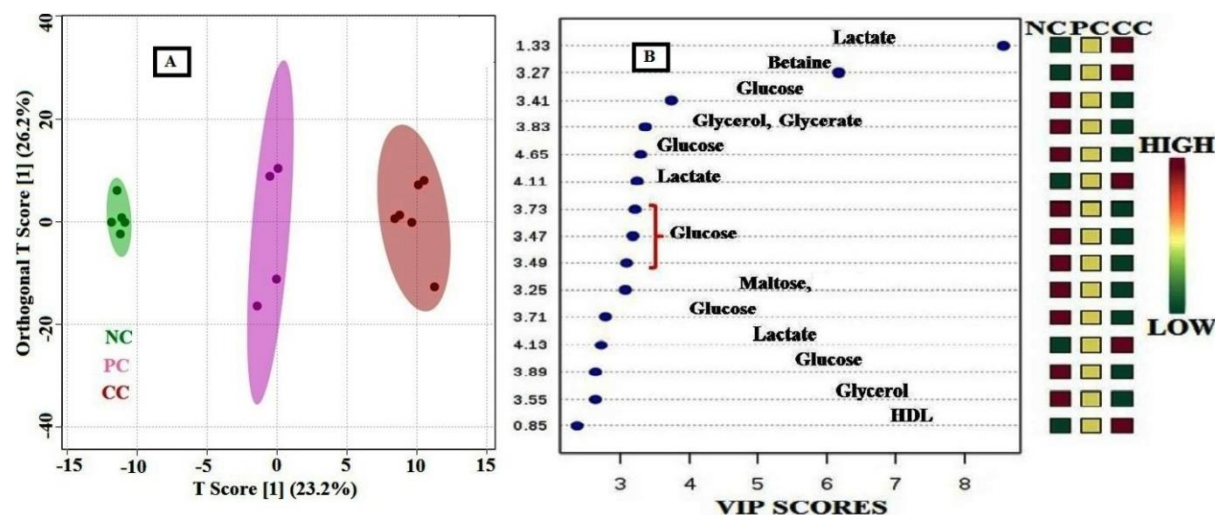 A
Orthogonal T Score [1] (26.2%)
40
20
0
-20
-40
NC
PC
CC
-15 -10 -5 0 5 10 15
T Score [1] (23.2%)
B
NC PC CC
1.33 Lactate
3.27 Betaine
3.41 Glucose
3.83 Glycerol, Glycerate
4.65 Glucose
4.11 Lactate
3.73
3.47 Glucose
3.49
3.25 Maltose,
3.71 Glucose
4.13 Lactate
3.89 Glucose
3.55 Glycerol
0.85 HDL
3 4 5 6 7 8
VIP SCORES
HIGH
LOW